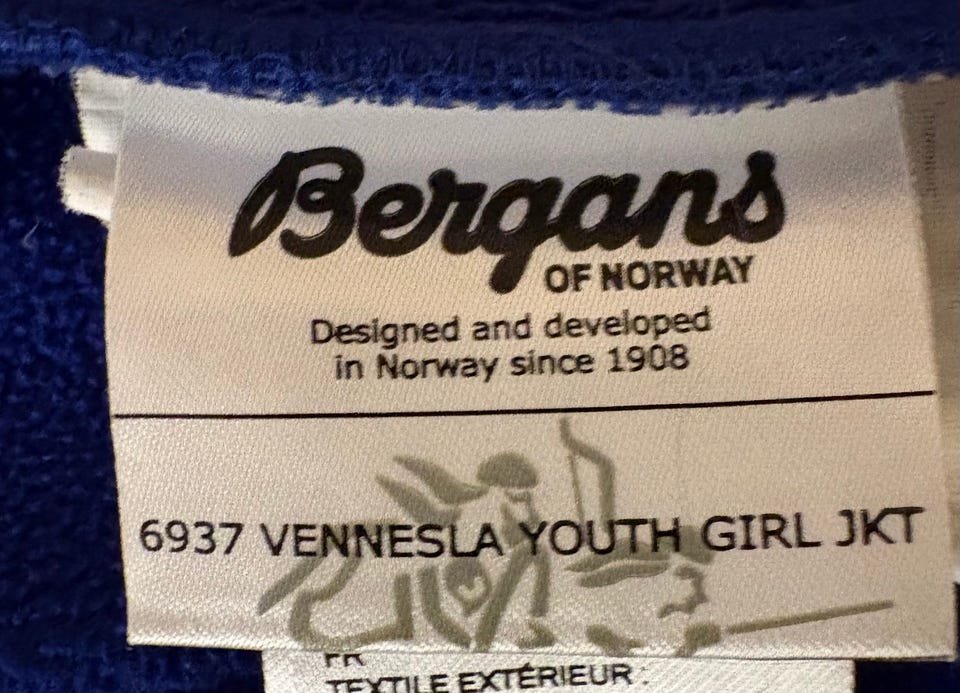 Bergans
OF NORWAY
Designed and developed
in Norway since 1908
6937 VENNESLA YOUTH GIRL JKT
FR
TEXTILE EXTÉRIEUR :